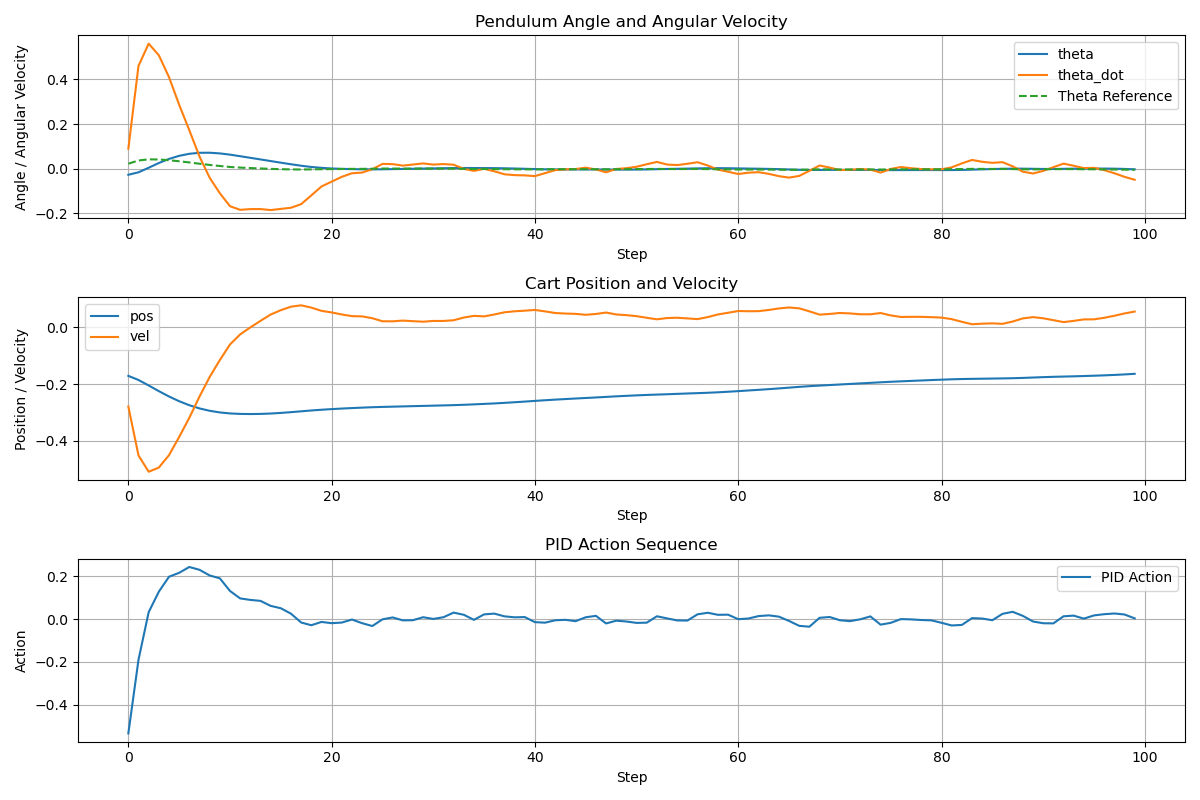 Pendulum Angle and Angular Velocity
Angle / Angular Velocity
0.4
0.2
0.0
−0.2
theta
theta_dot
Theta Reference
0 20 40 60 80 100
Step
Cart Position and Velocity
Position / Velocity
0.0
−0.2
−0.4
pos
vel
0 20 40 60 80 100
Step
PID Action Sequence
Action
0.2
0.0
−0.2
−0.4
PID Action
0 20 40 60 80 100
Step